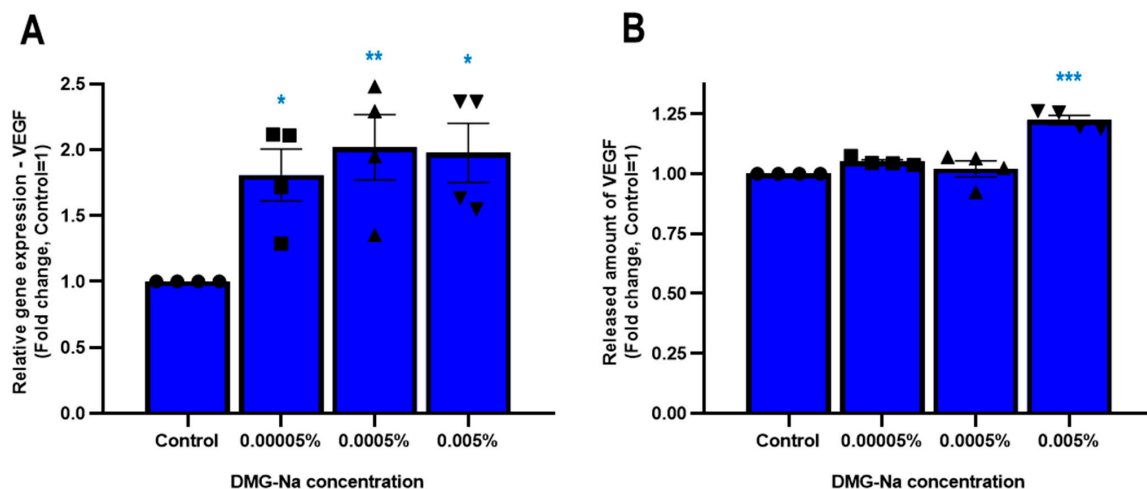 A
Relative gene expression - VEGF
(Fold change, Control=1)
2.5
2.0
1.5
1.0
0.5
0.0
*
**
*
Control
0.00005%
0.0005%
0.005%
DMG-Na concentration
B
Released amount of VEGF
(Fold change, Control=1)
1.25
1.00
0.75
0.50
0.25
0.00
***
Control
0.00005%
0.0005%
0.005%
DMG-Na concentration